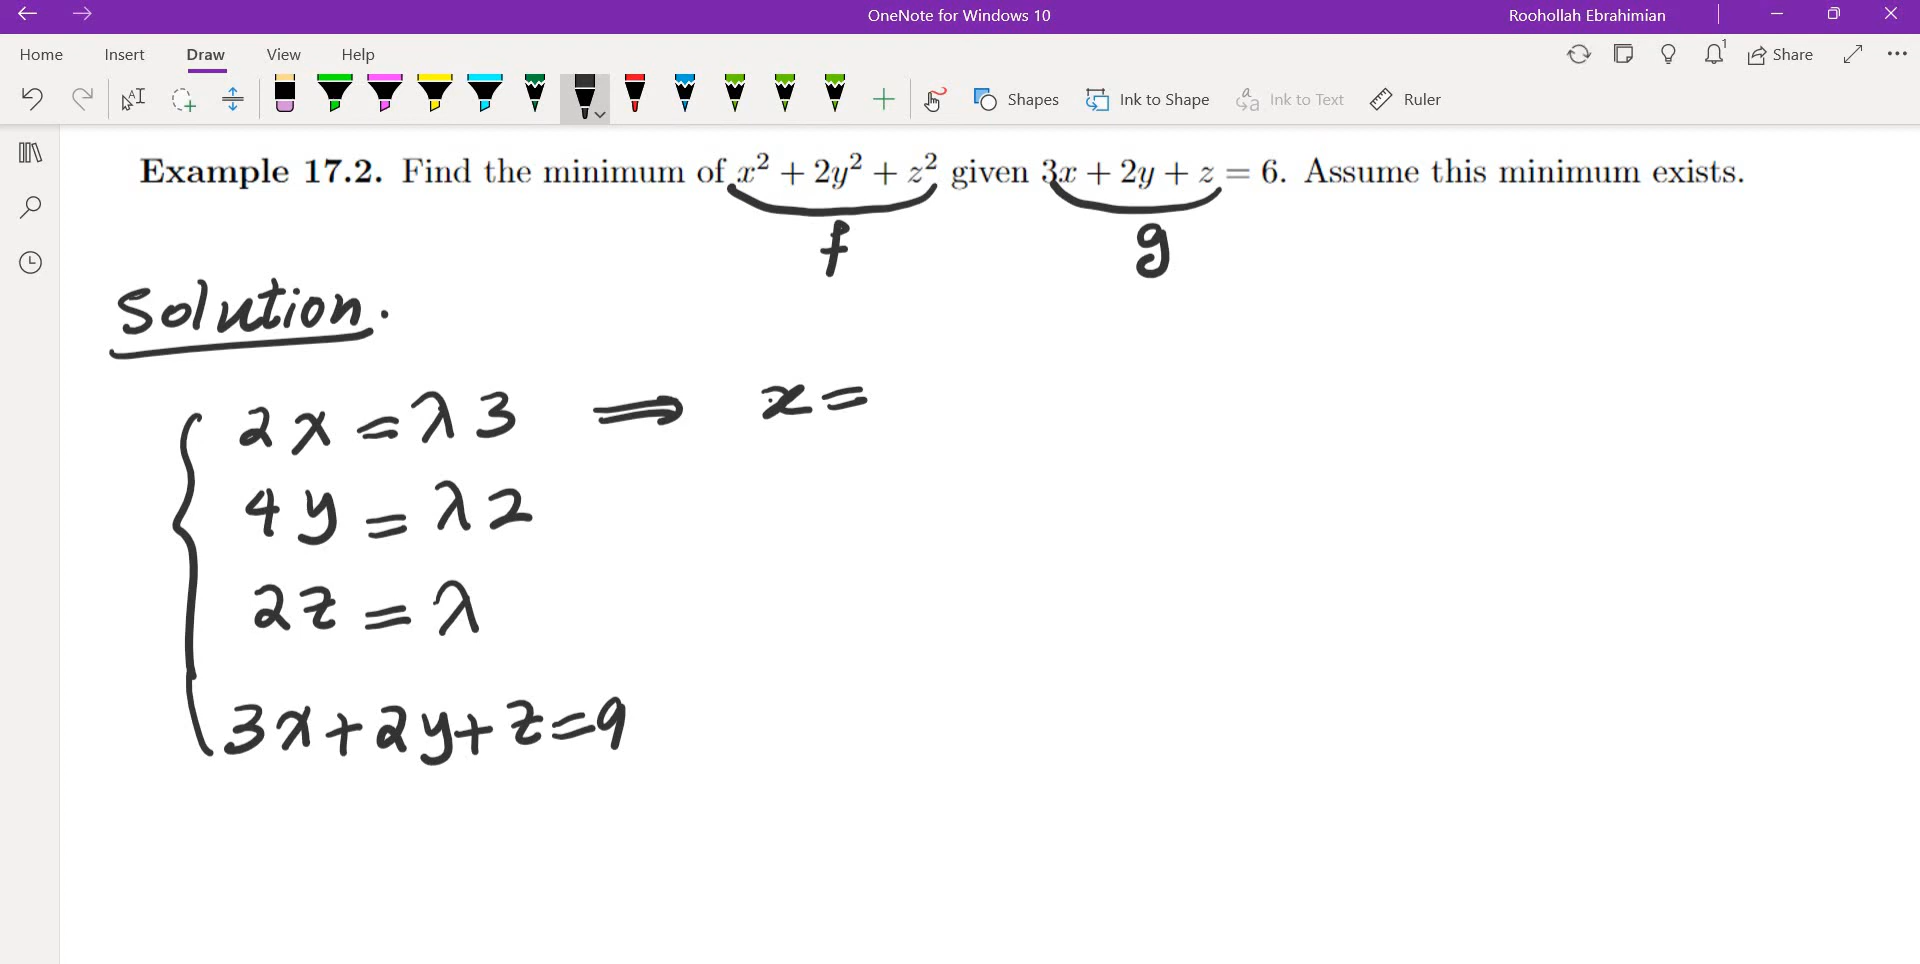 OneNote for Windows 10
Roohollah Ebrahimian
Home Insert Draw View Help
1
Share
Shapes Ink to Shape Ink to Text Ruler
Example 17.2. Find the minimum of x² + 2y² + z² given 3x + 2y + z = 6. Assume this minimum exists.
f g
Solution.
2x = λ3 ⟹ x =
4y = λ2
2z = λ
3x + 2y + z = 9